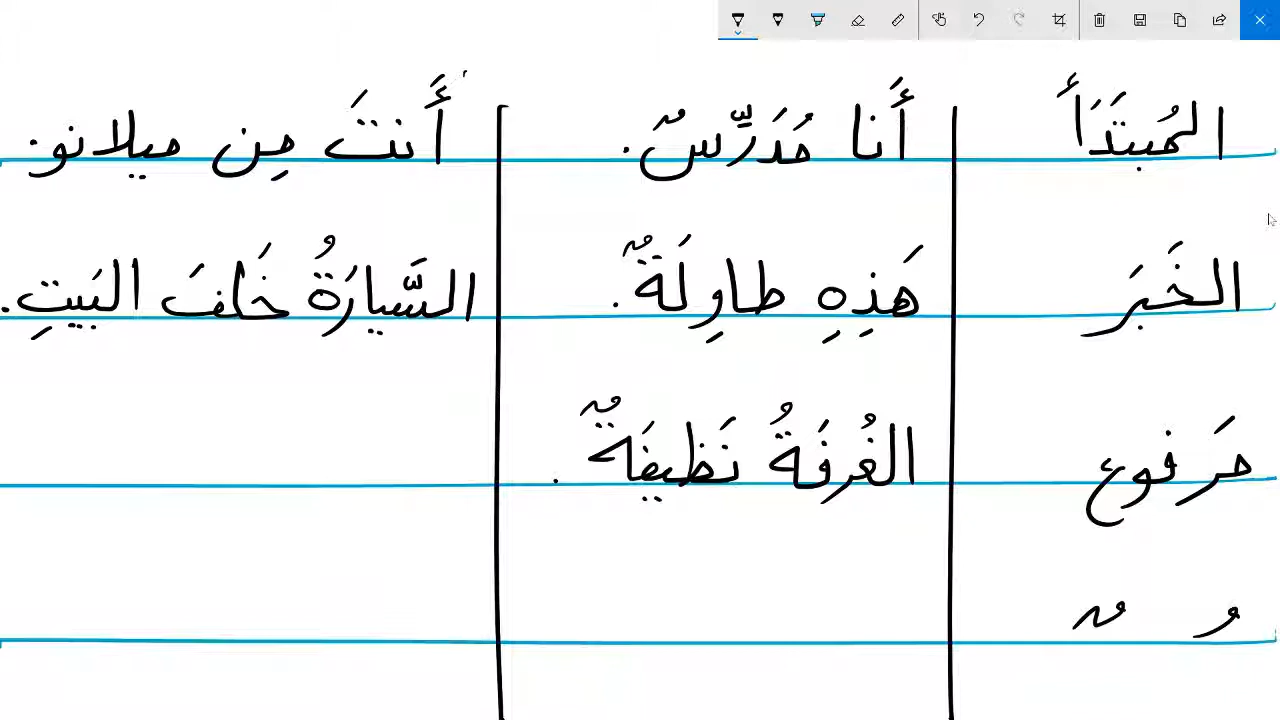 المُبتَدَأ
الخَبَر
مَرفوع
ُ ٌ
أَنا مُدَرِّسٌ.
هَذِهِ طاوِلَةٌ.
الغُرفَةُ نَظيفَةٌ.
أَنتَ مِن ميلانو.
السَّيارَةُ خَلفَ البَيتِ.